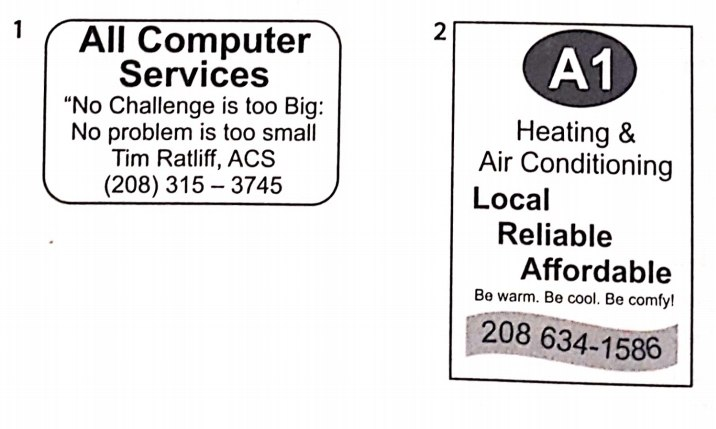 1
All Computer
Services
“No Challenge is too Big:
No problem is too small
Tim Ratliff, ACS
(208) 315 – 3745
2
A1
Heating &
Air Conditioning
Local
Reliable
Affordable
Be warm. Be cool. Be comfy!
208 634-1586